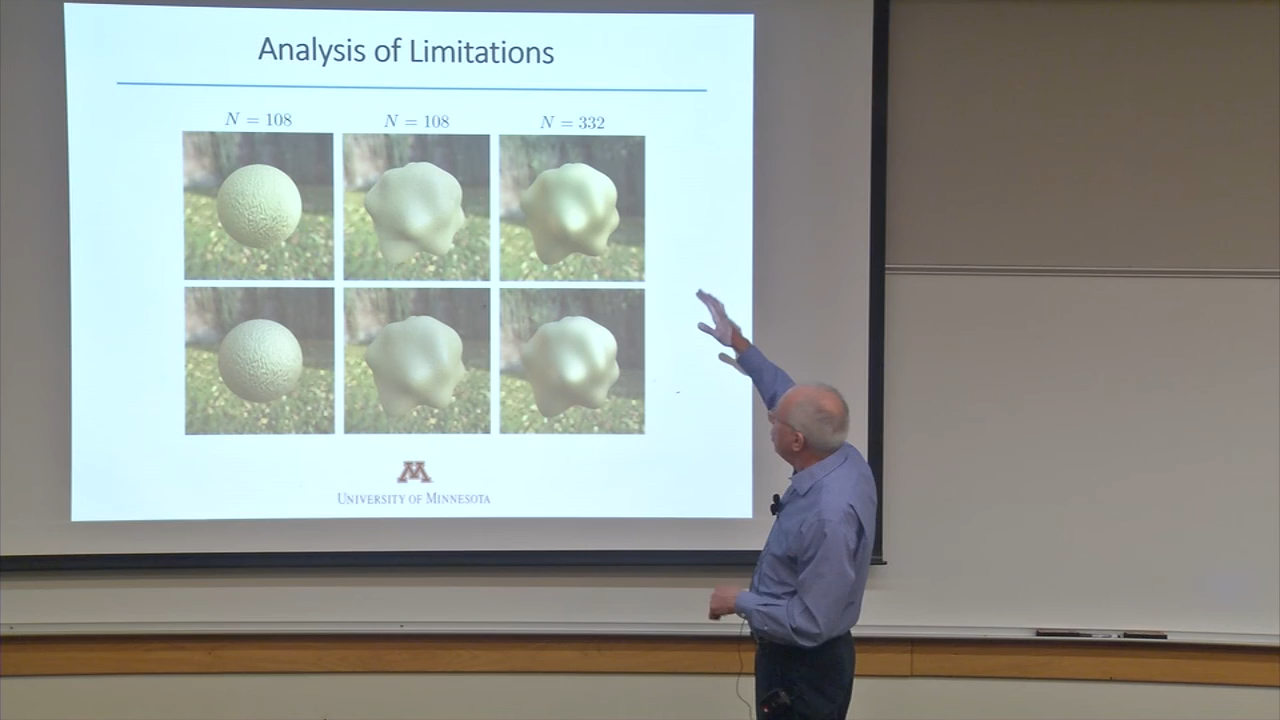 Analysis of Limitations
N = 108
N = 108
N = 332
M
UNIVERSITY OF MINNESOTA